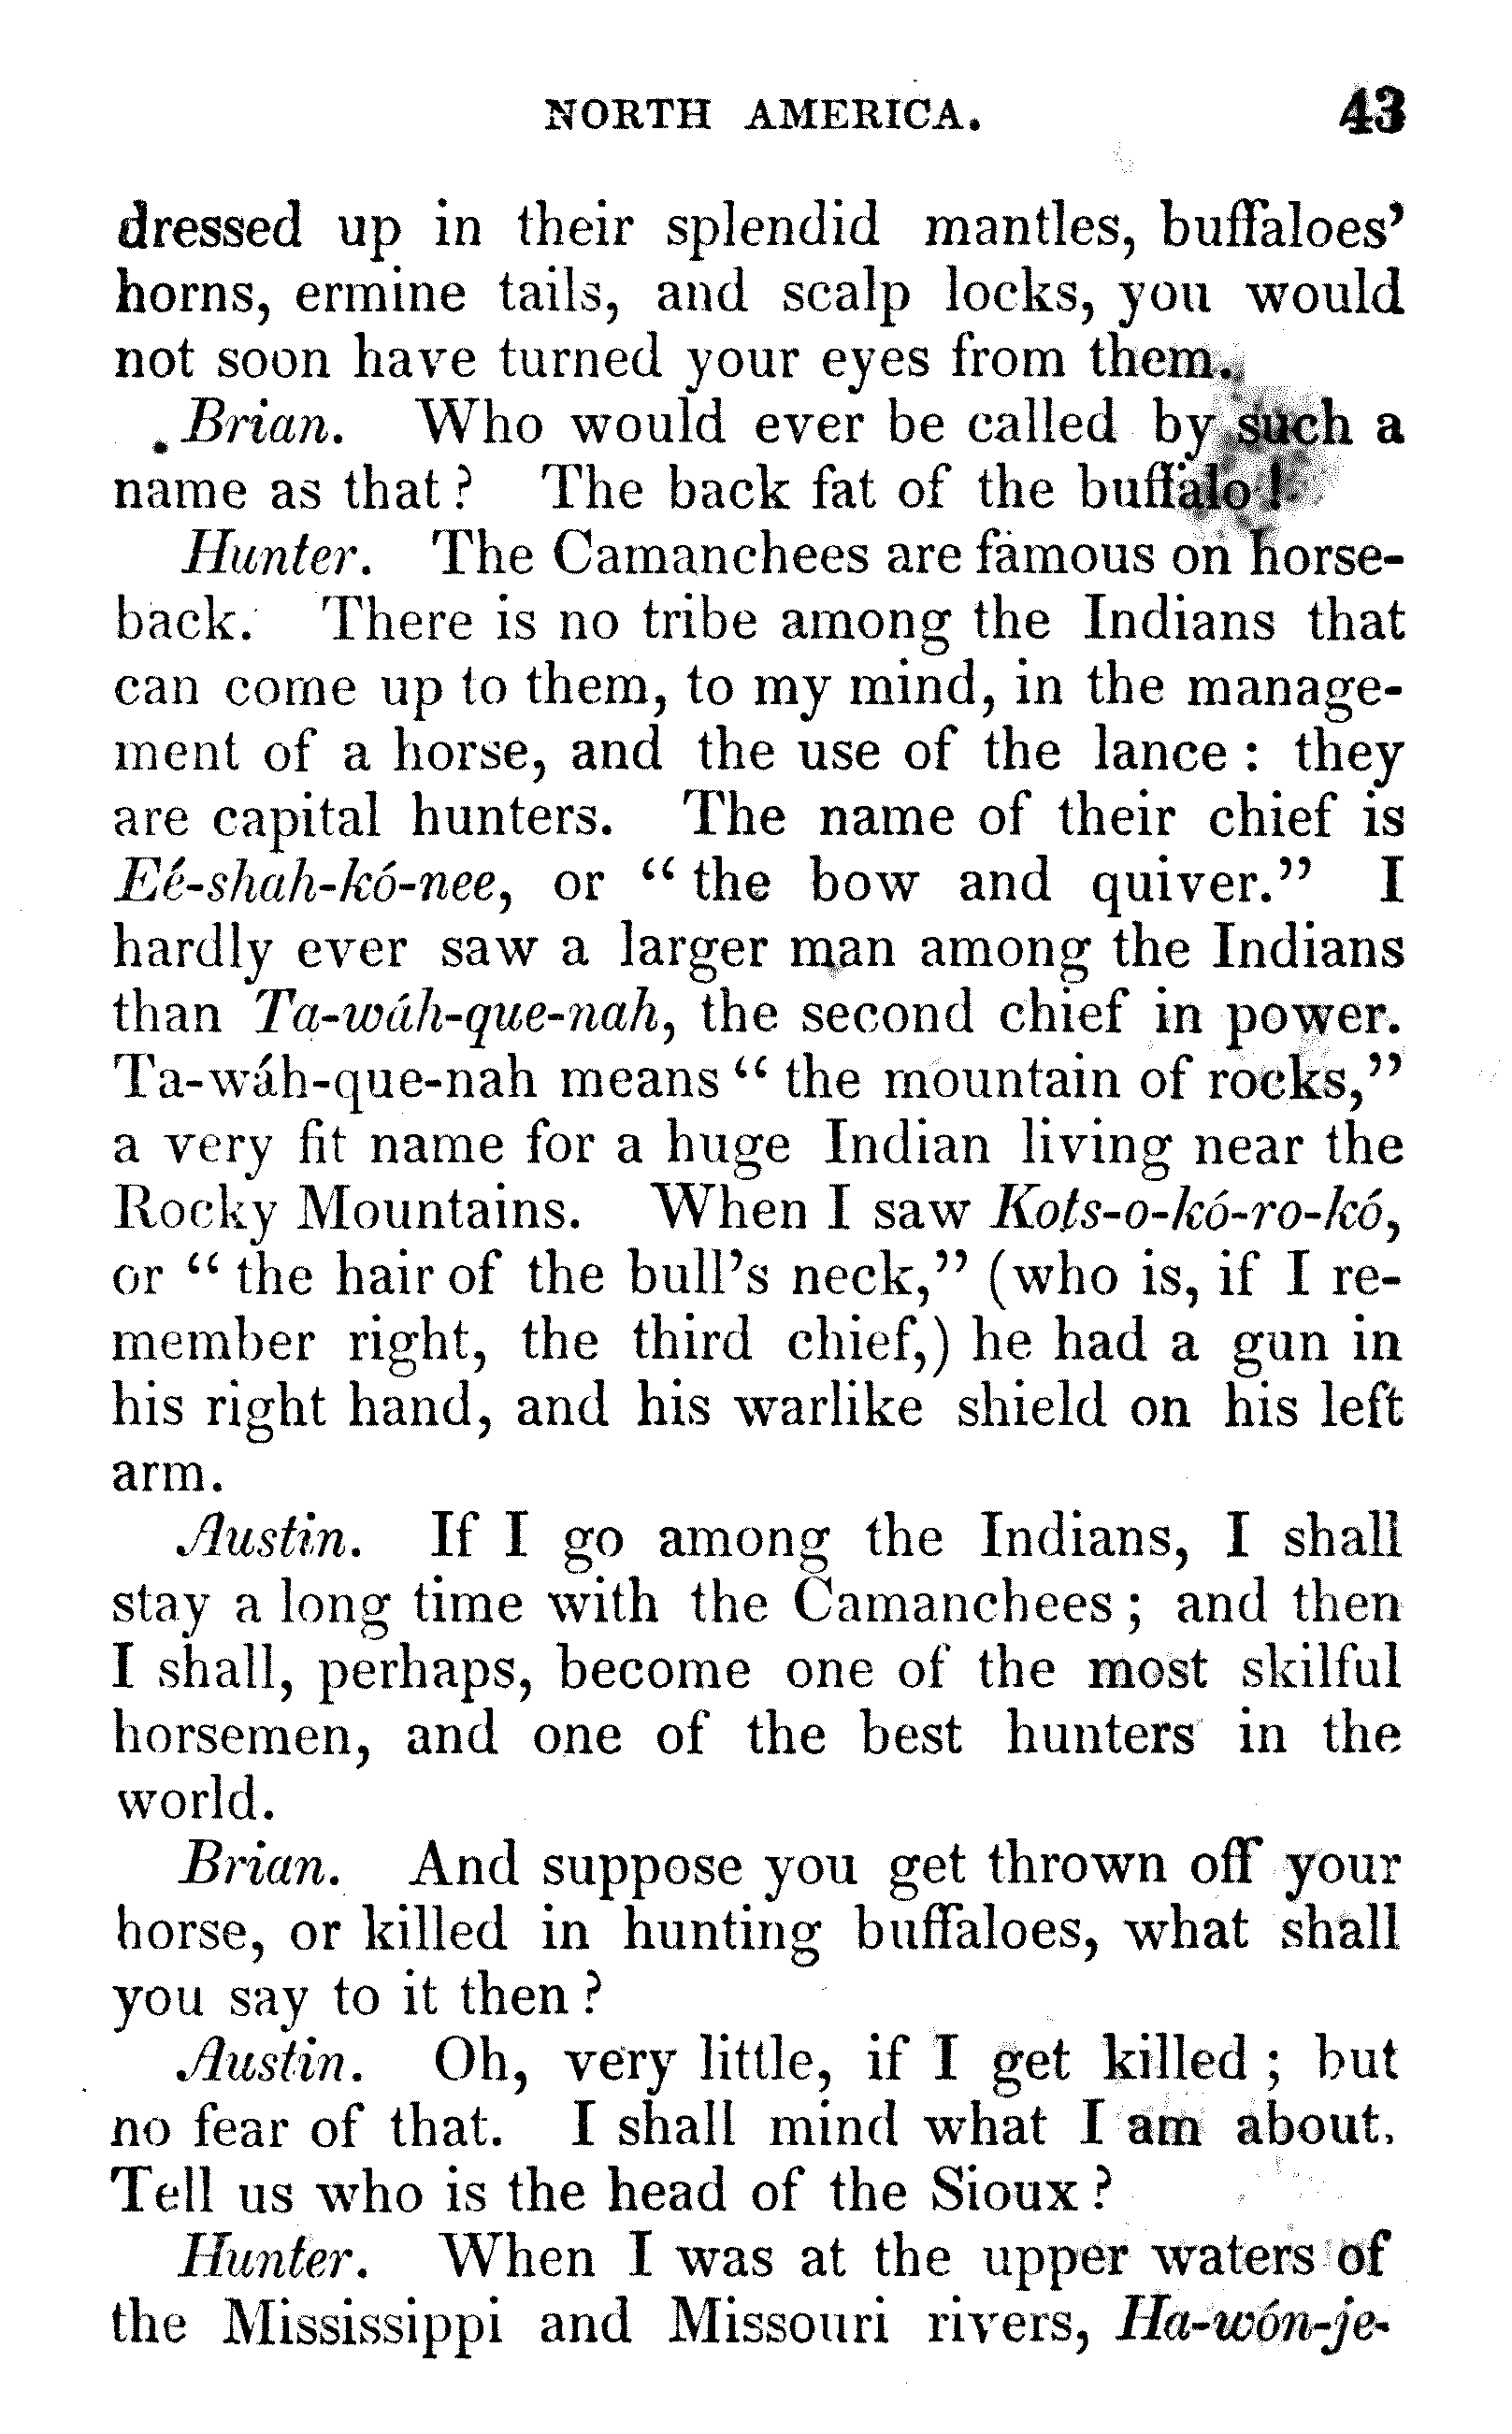 NORTH AMERICA. 43
dressed up in their splendid mantles, buffaloes'
horns, ermine tails, and scalp locks, you would
not soon have turned your eyes from them.
Brian. Who would ever be called by such a
name as that? The back fat of the buffalo!
Hunter. The Camanchees are famous on horse-
back. There is no tribe among the Indians that
can come up to them, to my mind, in the manage-
ment of a horse, and the use of the lance: they
are capital hunters. The name of their chief is
Eé-shah-kó-nee, or "the bow and quiver." I
hardly ever saw a larger man among the Indians
than Ta-wáh-que-nah, the second chief in power.
Ta-wáh-que-nah means "the mountain of rocks,"
a very fit name for a huge Indian living near the
Rocky Mountains. When I saw Kots-o-kó-ro-kó,
or "the hair of the bull's neck," (who is, if I re-
member right, the third chief,) he had a gun in
his right hand, and his warlike shield on his left
arm.
Austin. If I go among the Indians, I shall
stay a long time with the Camanchees; and then
I shall, perhaps, become one of the most skilful
horsemen, and one of the best hunters in the
world.
Brian. And suppose you get thrown off your
horse, or killed in hunting buffaloes, what shall
you say to it then?
Austin. Oh, very little, if I get killed; but
no fear of that. I shall mind what I am about.
Tell us who is the head of the Sioux?
Hunter. When I was at the upper waters of
the Mississippi and Missouri rivers, Ha-wón-je-